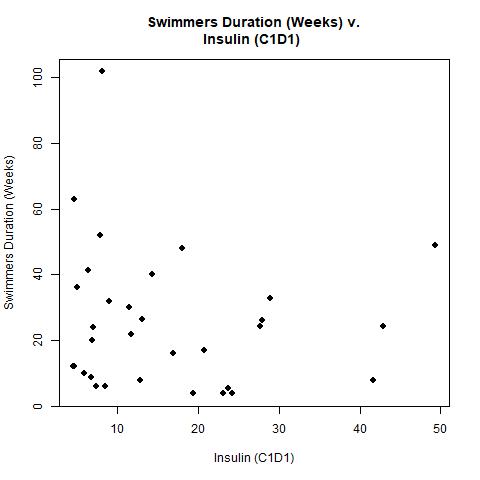 Swimmers Duration (Weeks) v.
Insulin (C1D1)
Swimmers Duration (Weeks)
100
80
60
40
20
0
10
20
30
40
50
Insulin (C1D1)